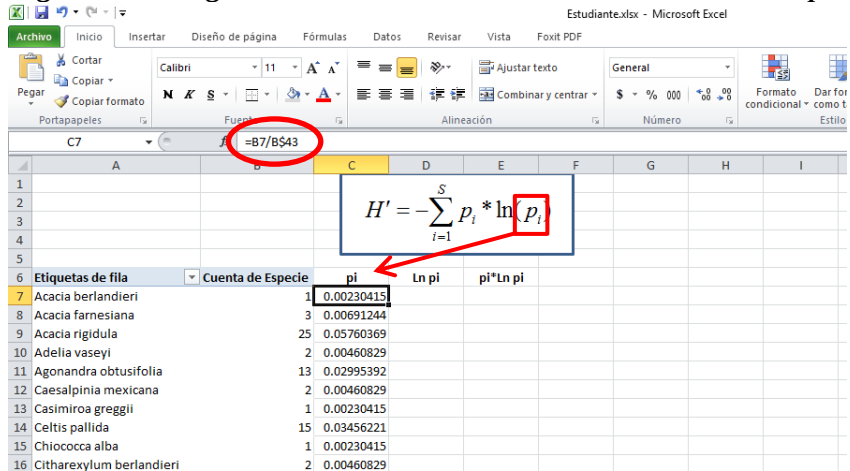 Estudiante.xlsx - Microsoft Excel
Archivo Inicio Insertar Diseño de página Fórmulas Datos Revisar Vista Foxit PDF
Cortar
Copiar
Copiar formato
Pegar
Portapapeles
Calibri 11 A A
N K S A
Ajustar texto
Combinar y centrar
Alineación
General
$ % 000
Número
Formato condicional
Estilo
C7 =B7/B$43
A B C D E F G H I
1
2
3
4
5
H' = -∑ p_i * ln(p_i)
S
i=1
6 Etiquetas de fila Cuenta de Especie pi Ln pi pi*Ln pi
7 Acacia berlandieri 1 0.00230415
8 Acacia farnesiana 3 0.00691244
9 Acacia rigidula 25 0.05760369
10 Adelia vaseyi 2 0.00460829
11 Agonandra obtusifolia 13 0.02995392
12 Caesalpinia mexicana 2 0.00460829
13 Casimiroa greggii 1 0.00230415
14 Celtis pallida 15 0.03456221
15 Chiococca alba 1 0.00230415
16 Citharexylum berlandieri 2 0.00460829